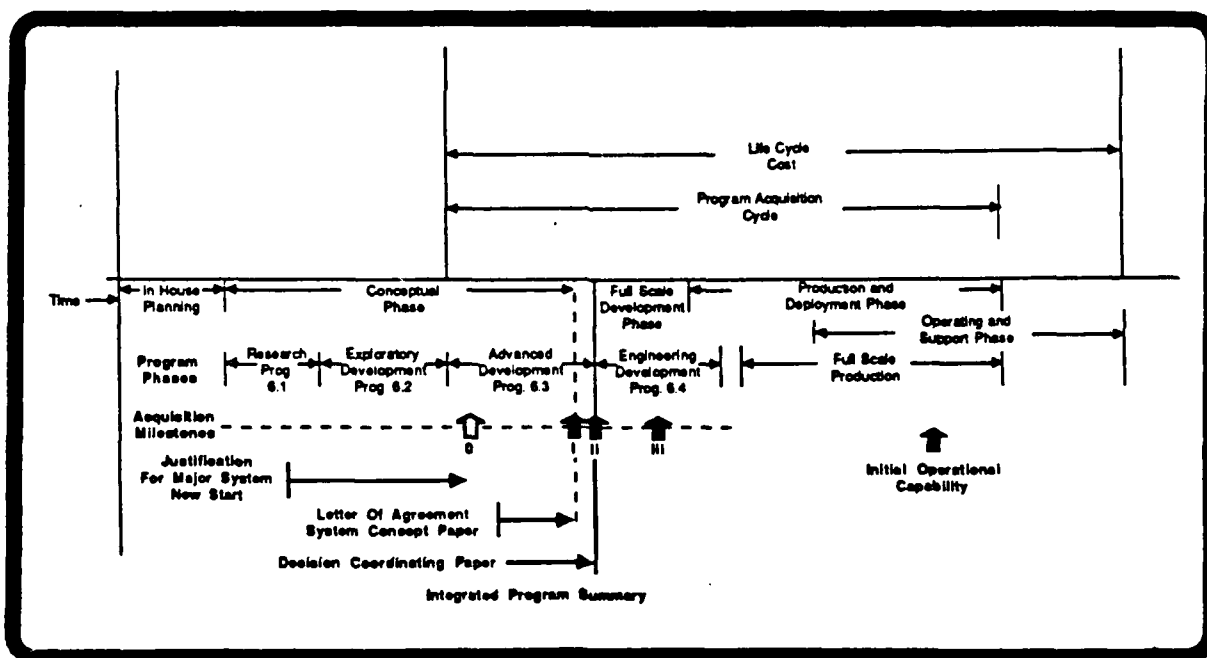 Life Cycle
Cost
Program Acquisition
Cycle
Time
In House
Planning
Conceptual
Phase
Full Scale
Development
Phase
Production and
Deployment Phase
Operating and
Support Phase
Program
Phases
Research
Prog
6.1
Exploratory
Development
Prog 6.2
Advanced
Development
Prog. 6.3
Engineering
Development
Prog. 6.4
Full Scale
Production
Acquisition
Milestones
0
I
II
III
Initial Operational
Capability
Justification
For Major System
New Start
Letter Of Agreement
System Concept Paper
Decision Coordinating Paper
Integrated Program Summary